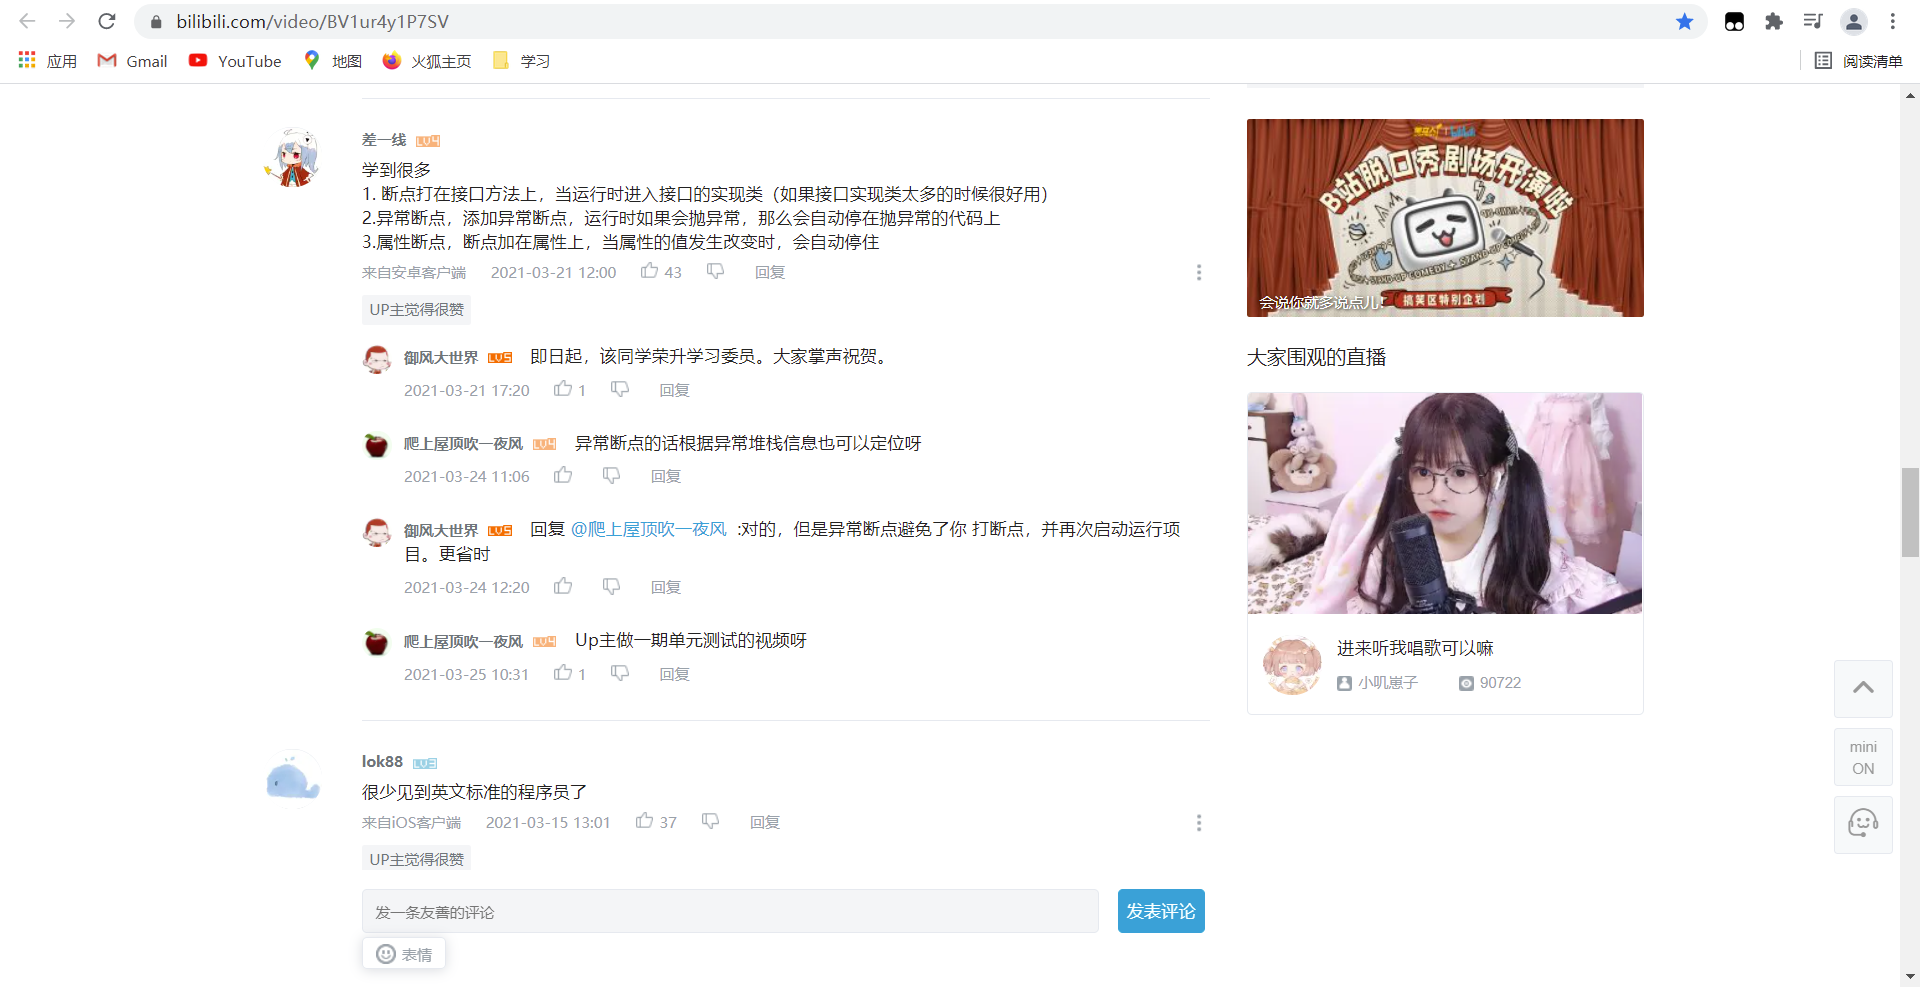 bilibili.com/video/BV1ur4y1P7SV
应用 Gmail YouTube 地图 火狐主页 学习 阅读清单
差一线 LV4
学到很多
1. 断点打在接口方法上，当运行时进入接口的实现类（如果接口实现类太多的时候很好用）
2.异常断点，添加异常断点，运行时如果会抛异常，那么会自动停在抛异常的代码上
3.属性断点，断点加在属性上，当属性的值发生改变时，会自动停住
来自安卓客户端 2021-03-21 12:00 43 回复
UP主觉得很赞
御风大世界 LV5 即日起，该同学荣升学习委员。大家掌声祝贺。
2021-03-21 17:20 1 回复
爬上屋顶吹一夜风 LV4 异常断点的话根据异常堆栈信息也可以定位呀
2021-03-24 11:06 回复
御风大世界 LV5 回复 @爬上屋顶吹一夜风 :对的，但是异常断点避免了你 打断点，并再次启动运行项
目。更省时
2021-03-24 12:20 回复
爬上屋顶吹一夜风 LV4 Up主做一期单元测试的视频呀
2021-03-25 10:31 1 回复
lok88 LV3
很少见到英文标准的程序员了
来自iOS客户端 2021-03-15 13:01 37 回复
UP主觉得很赞
发一条友善的评论
发表评论
表情
B站脱口秀剧场开演啦
STAND-UP COMEDY
搞笑区特别企划
会说你就多说点儿！
大家围观的直播
进来听我唱歌可以嘛
小叽崽子 90722
mini
ON